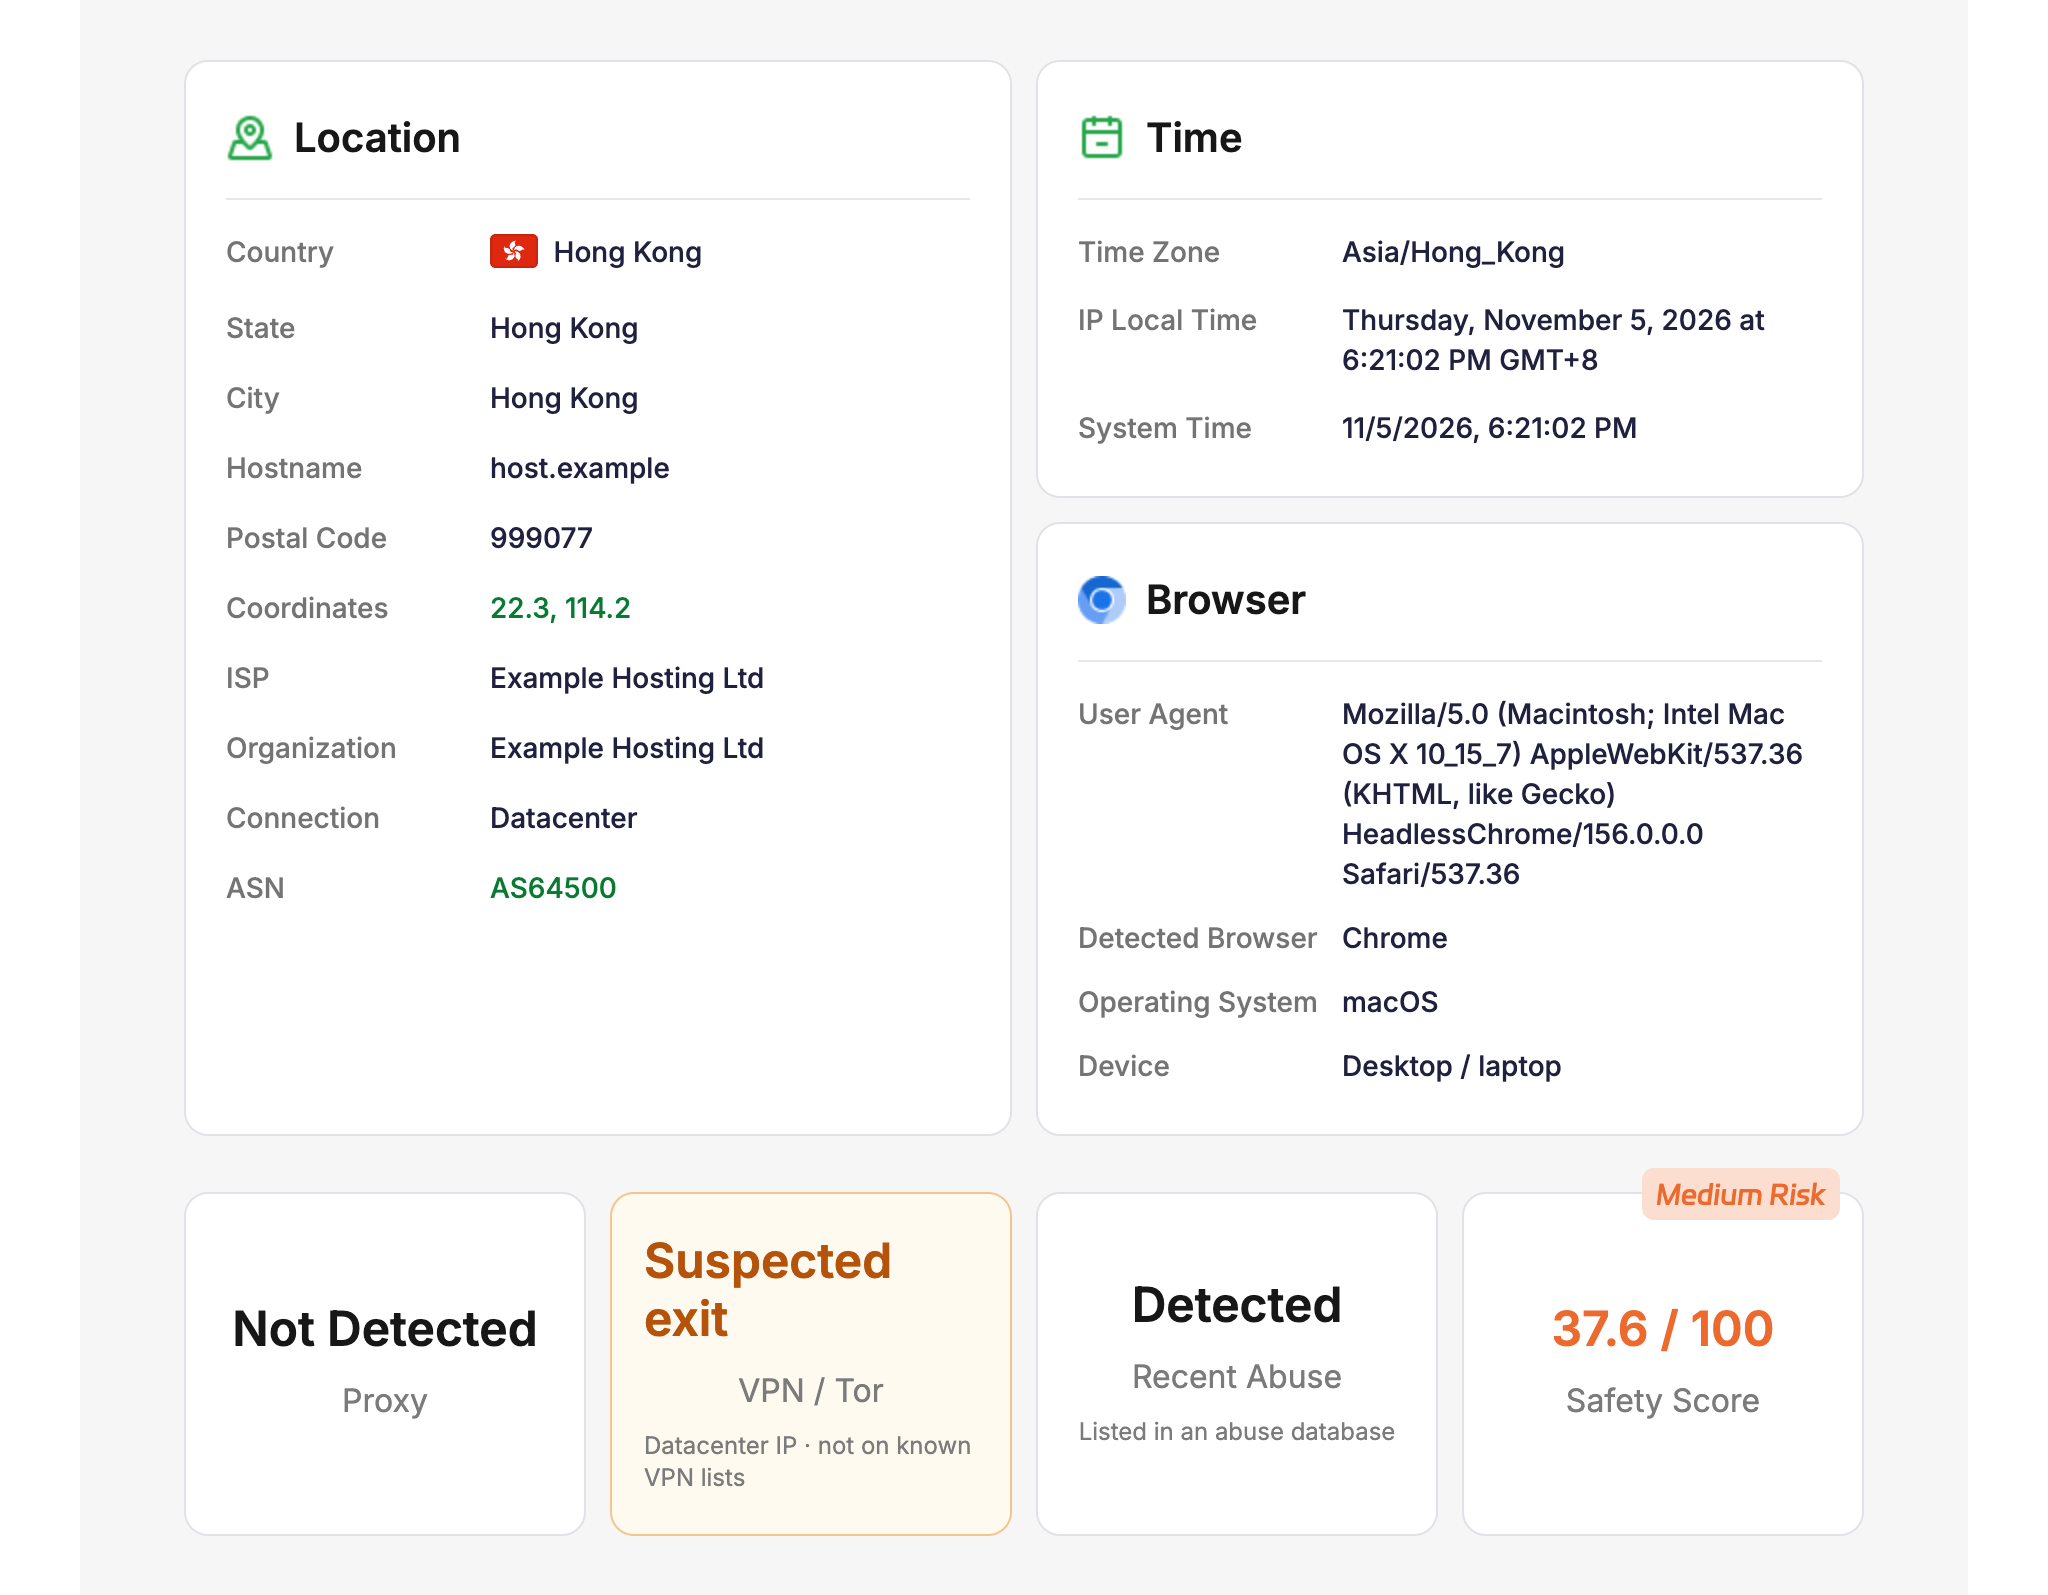 Location
Country Hong Kong
State Hong Kong
City Hong Kong
Hostname host.example
Postal Code 999077
Coordinates 22.3, 114.2
ISP Example Hosting Ltd
Organization Example Hosting Ltd
Connection Datacenter
ASN AS64500
Time
Time Zone Asia/Hong_Kong
IP Local Time Thursday, November 5, 2026 at
6:21:02 PM GMT+8
System Time 11/5/2026, 6:21:02 PM
Browser
User Agent Mozilla/5.0 (Macintosh; Intel Mac
OS X 10_15_7) AppleWebKit/537.36
(KHTML, like Gecko)
HeadlessChrome/156.0.0.0
Safari/537.36
Detected Browser Chrome
Operating System macOS
Device Desktop / laptop
Not Detected
Proxy
Suspected
exit
VPN / Tor
Datacenter IP · not on known
VPN lists
Detected
Recent Abuse
Listed in an abuse database
Medium Risk
37.6 / 100
Safety Score